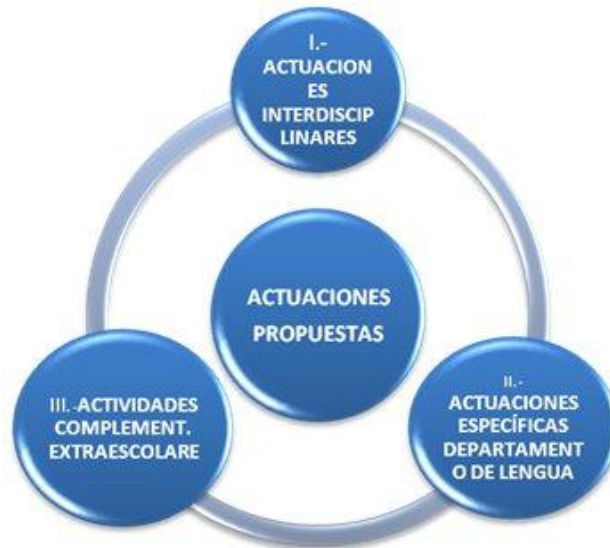 I.-
ACTUACION
ES
INTERDISCIP
LINARES
ACTUACIONES
PROPUESTAS
III.-ACTIVIDADES
COMPLEMENT.
EXTRAESCOLARE
II.-
ACTUACIONES
ESPECÍFICAS
DEPARTAMENT
O DE LENGUA